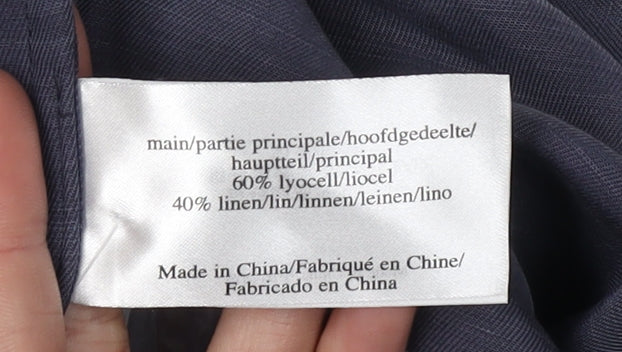 main/partie principale/hoofdgedeelte/
hauptteil/principal
60% lyocell/liocel
40% linen/lin/linnen/leinen/lino
Made in China/Fabriqué en Chine/
Fabricado en China